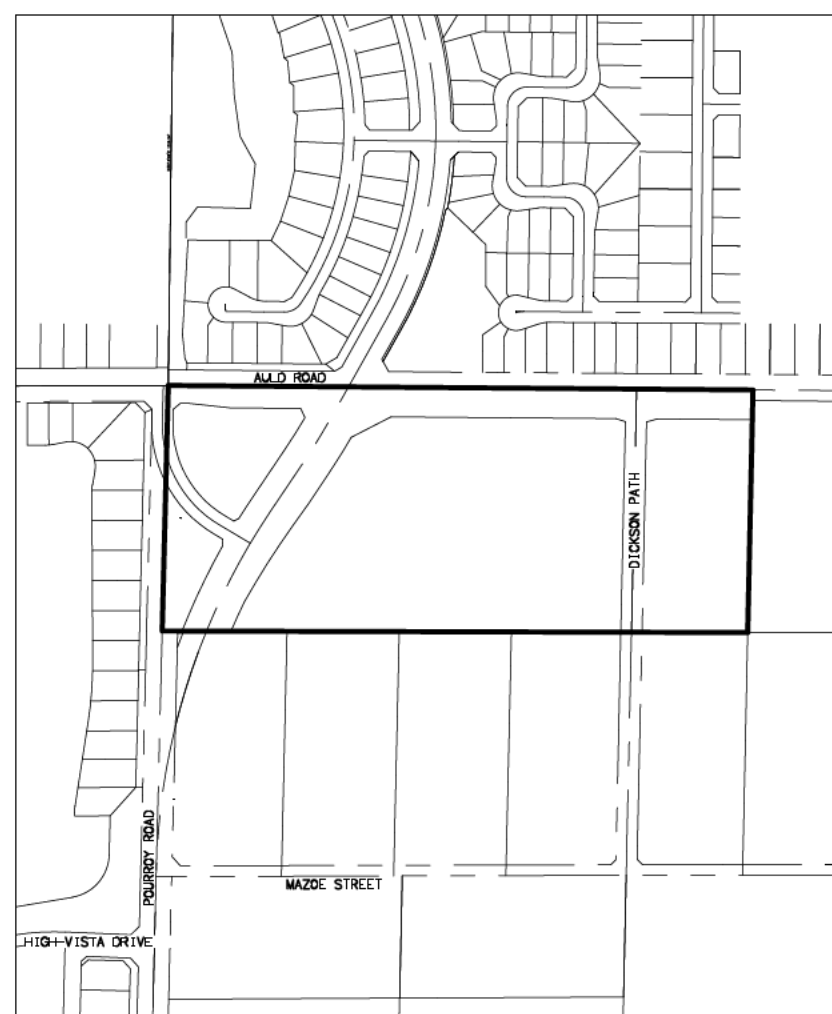 AULD ROAD
DICKSON PATH
POURROY ROAD
MAZOE STREET
HIGH VISTA DRIVE